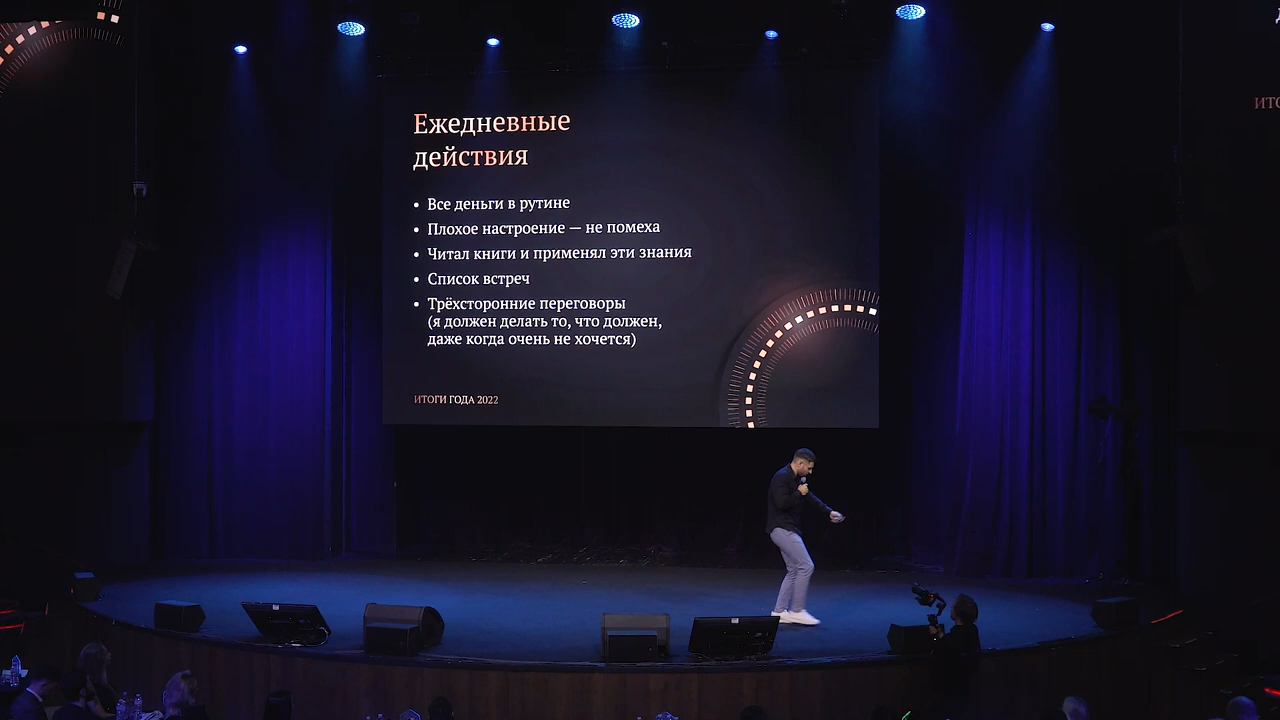 Ежедневные
действия
• Все деньги в рутине
• Плохое настроение — не помеха
• Читал книги и применял эти знания
• Список встреч
• Трёхсторонние переговоры
(я должен делать то, что должен,
даже когда очень не хочется)
ИТОГИ ГОДА 2022